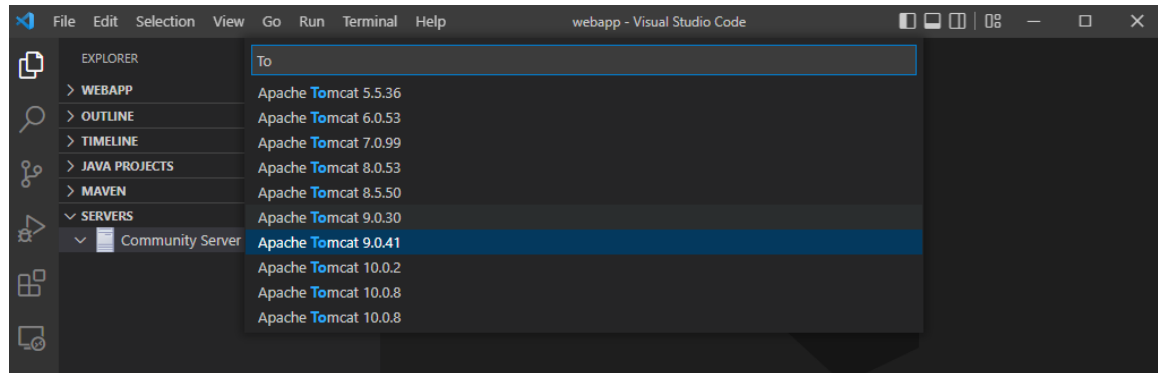 File Edit Selection View Go Run Terminal Help webapp - Visual Studio Code
EXPLORER
WEBAPP
OUTLINE
TIMELINE
JAVA PROJECTS
MAVEN
SERVERS
Community Server
To
Apache Tomcat 5.5.36
Apache Tomcat 6.0.53
Apache Tomcat 7.0.99
Apache Tomcat 8.0.53
Apache Tomcat 8.5.50
Apache Tomcat 9.0.30
Apache Tomcat 9.0.41
Apache Tomcat 10.0.2
Apache Tomcat 10.0.8
Apache Tomcat 10.0.8